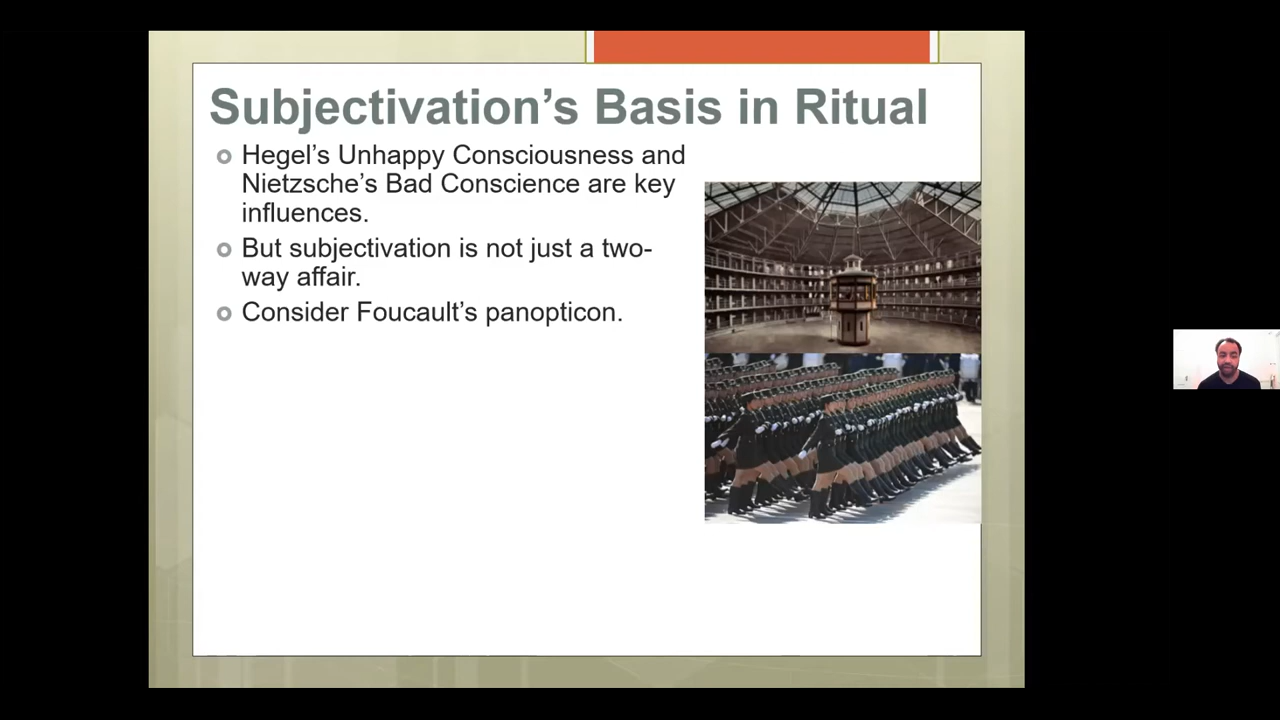 Subjectivation’s Basis in Ritual
Hegel’s Unhappy Consciousness and
Nietzsche’s Bad Conscience are key
influences.
But subjectivation is not just a two-
way affair.
Consider Foucault’s panopticon.